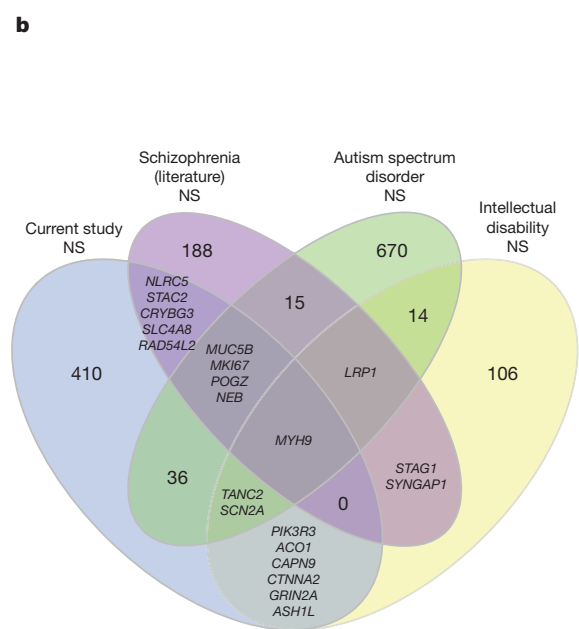 b
Schizophrenia
(literature)
NS
Autism spectrum
disorder
NS
Intellectual
disability
NS
Current study
NS
188
670
NLRC5
STAC2
CRYBG3
SLC4A8
RAD54L2
15
14
410
MUC5B
MKI67
POGZ
NEB
LRP1
106
MYH9
36
TANC2
SCN2A
0
STAG1
SYNGAP1
PIK3R3
ACO1
CAPN9
CTNNA2
GRIN2A
ASH1L